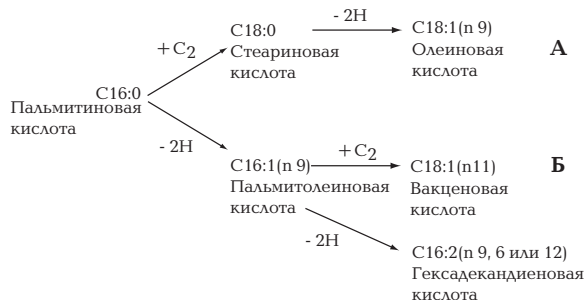 - 2H
C18:0
Стеариновая
кислота
C18:1(n 9)
Олеиновая
кислота
А
+C2
C16:0
Пальмитиновая
кислота
- 2H
C16:1(n 9)
Пальмитолеиновая
кислота
+C2
C18:1(n11)
Вакценовая
кислота
Б
- 2H
C16:2(n 9, 6 или 12)
Гексадекандиеновая
кислота